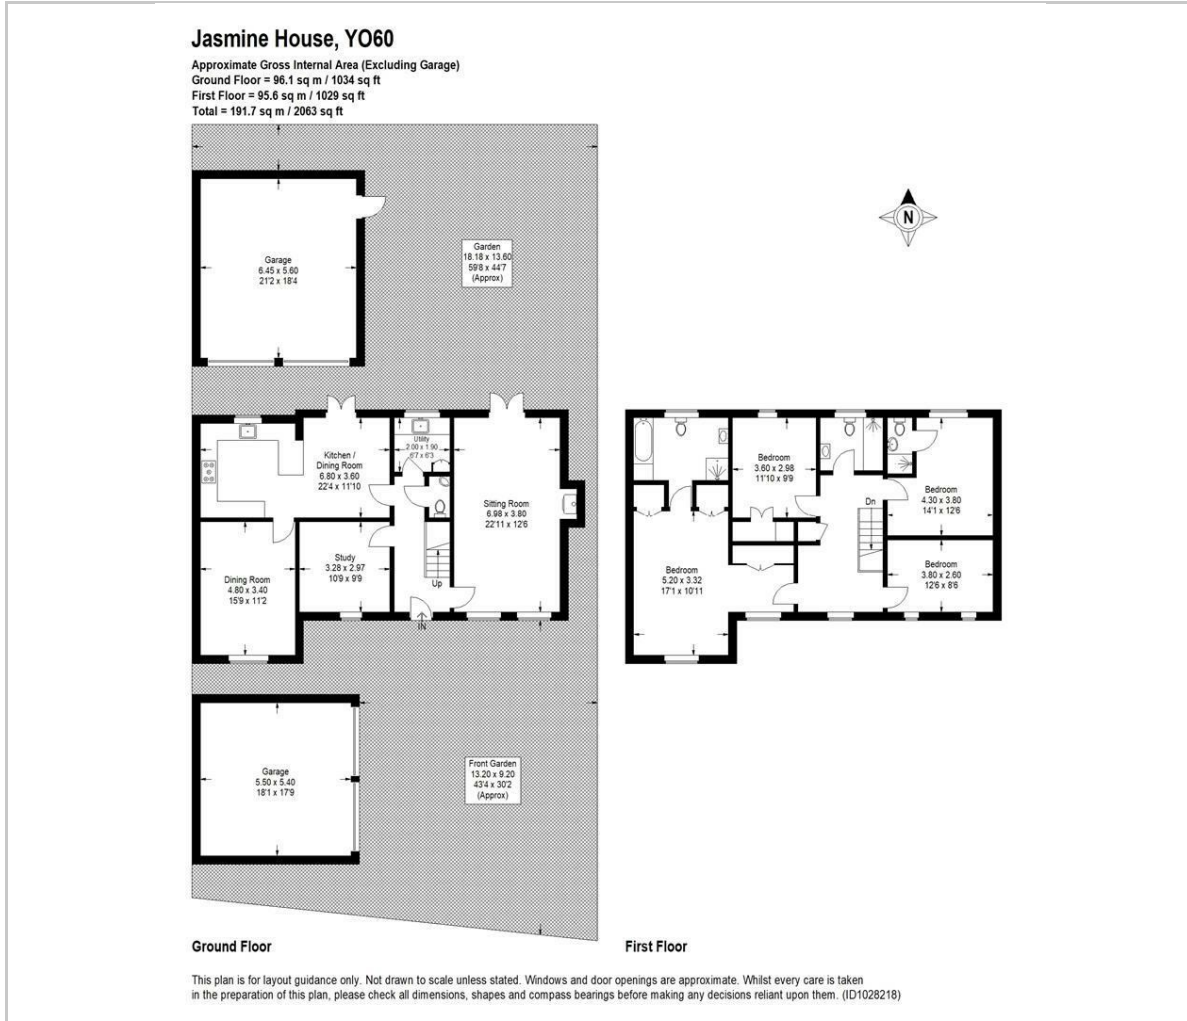 Jasmine House, YO60
Approximate Gross Internal Area (Excluding Garage)
Ground Floor = 96.1 sq m / 1034 sq ft
First Floor = 95.6 sq m / 1029 sq ft
Total = 191.7 sq m / 2063 sq ft
N
Garage
6.45 x 5.60
21'2 x 18'4
Garden
18.18 x 13.60
59'8 x 44'7
(Approx)
Kitchen /
Dining Room
6.80 x 3.60
22'4 x 11'10
Utility
2.00 x 1.90
6'7 x 6'3
Sitting Room
6.98 x 3.80
22'11 x 12'6
Study
3.28 x 2.97
10'9 x 9'9
Dining Room
4.80 x 3.40
15'9 x 11'2
Up
IN
Bedroom
3.60 x 2.98
11'10 x 9'9
Dn
Bedroom
4.30 x 3.80
14'1 x 12'6
Bedroom
5.20 x 3.32
17'1 x 10'11
Bedroom
3.80 x 2.60
12'6 x 8'6
Garage
5.50 x 5.40
18'1 x 17'9
Front Garden
13.20 x 9.20
43'4 x 30'2
(Approx)
Ground Floor
First Floor
This plan is for layout guidance only. Not drawn to scale unless stated. Windows and door openings are approximate. Whilst every care is taken
in the preparation of this plan, please check all dimensions, shapes and compass bearings before making any decisions reliant upon them. (ID1028218)